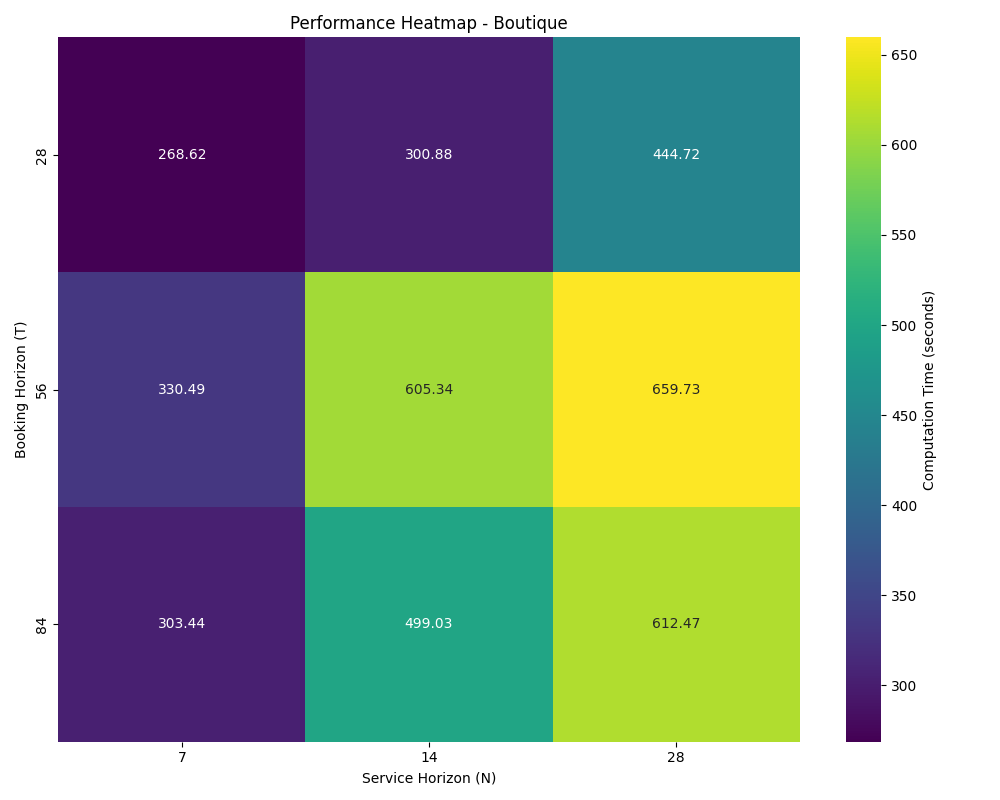 Performance Heatmap - Boutique
Booking Horizon (T)
28
268.62 300.88 444.72
56
330.49 605.34 659.73
84
303.44 499.03 612.47
7 14 28
Service Horizon (N)
650
600
550
500
450
400
350
300
Computation Time (seconds)